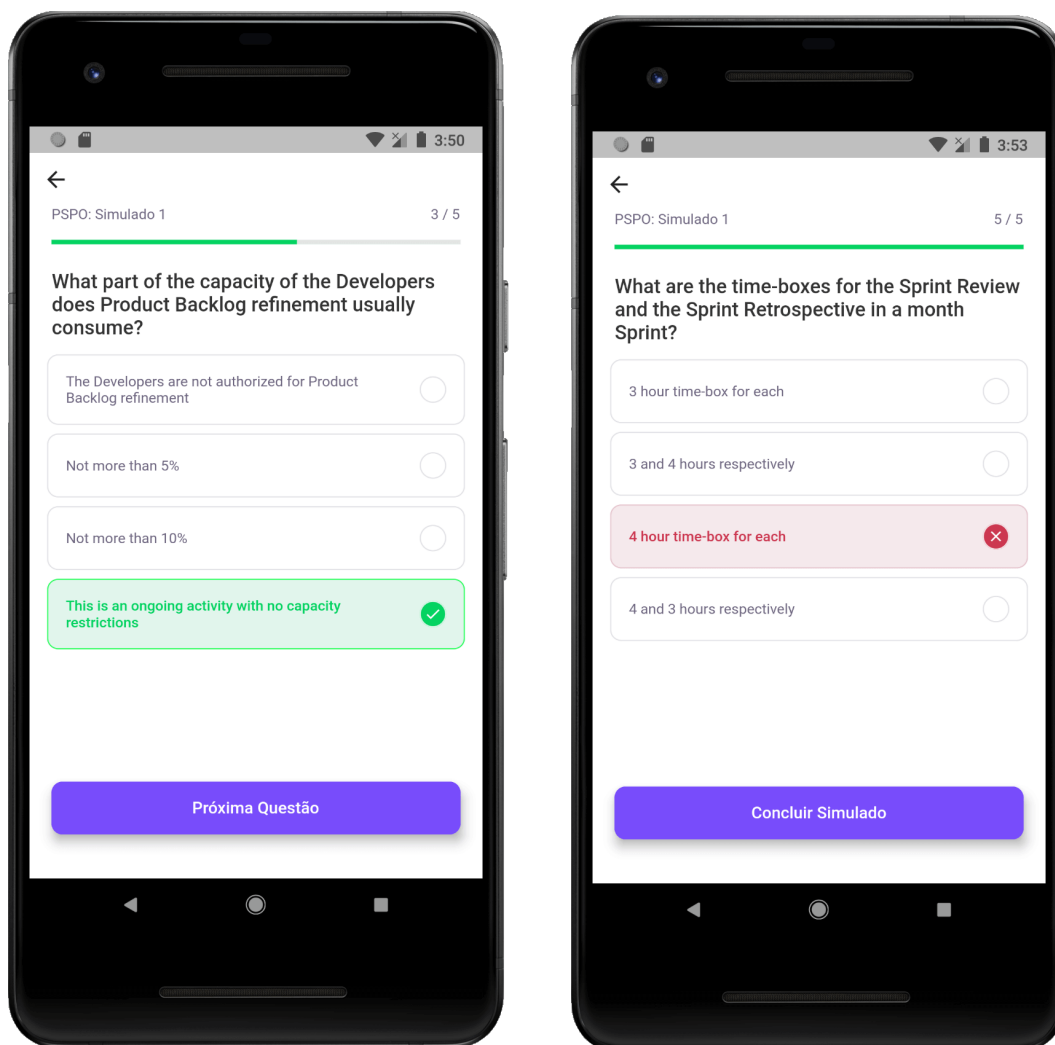 3:50
PSPO: Simulado 1
3 / 5
What part of the capacity of the Developers
does Product Backlog refinement usually
consume?
The Developers are not authorized for Product
Backlog refinement
Not more than 5%
Not more than 10%
This is an ongoing activity with no capacity
restrictions
Próxima Questão
3:53
PSPO: Simulado 1
5 / 5
What are the time-boxes for the Sprint Review
and the Sprint Retrospective in a month
Sprint?
3 hour time-box for each
3 and 4 hours respectively
4 hour time-box for each
4 and 3 hours respectively
Concluir Simulado